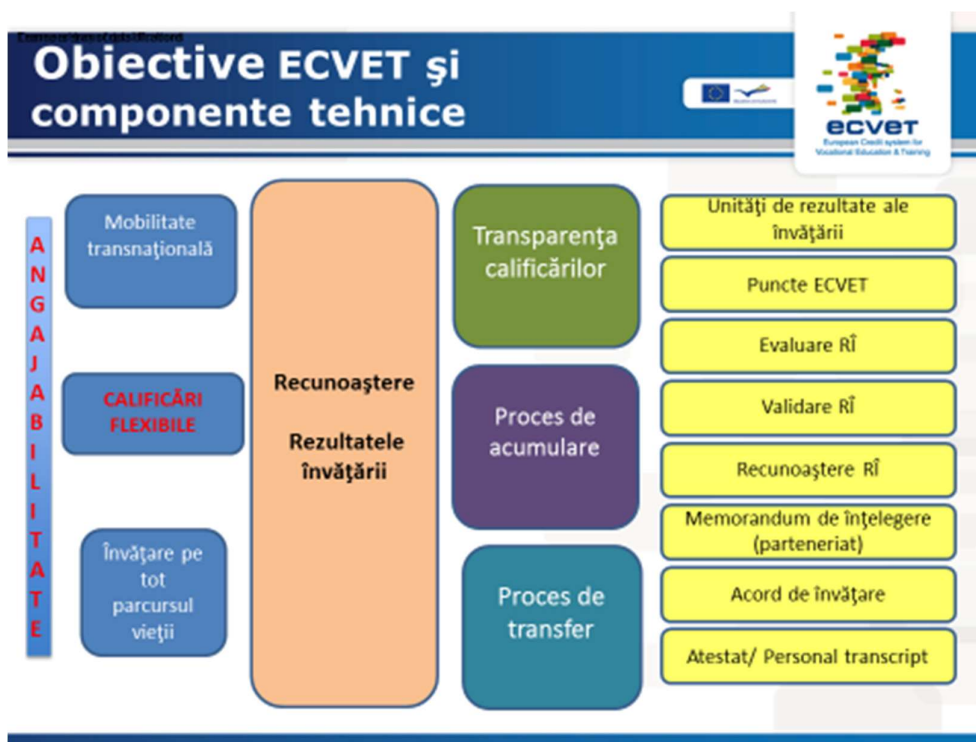 Obiective ECVET şi
componente tehnice
ecvet
European Credit system for
Vocational Education & Training
ANGAJABILITATE
Mobilitate
transnaţională
CALIFICĂRI
FLEXIBILE
Învăţare pe
tot
parcursul
vieţii
Recunoaştere
Rezultatele
învăţării
Transparenţa
calificărilor
Proces de
acumulare
Proces de
transfer
Unităţi de rezultate ale
învăţării
Puncte ECVET
Evaluare RÎ
Validare RÎ
Recunoaştere RÎ
Memorandum de înţelegere
(parteneriat)
Acord de învăţare
Atestat/ Personal transcript